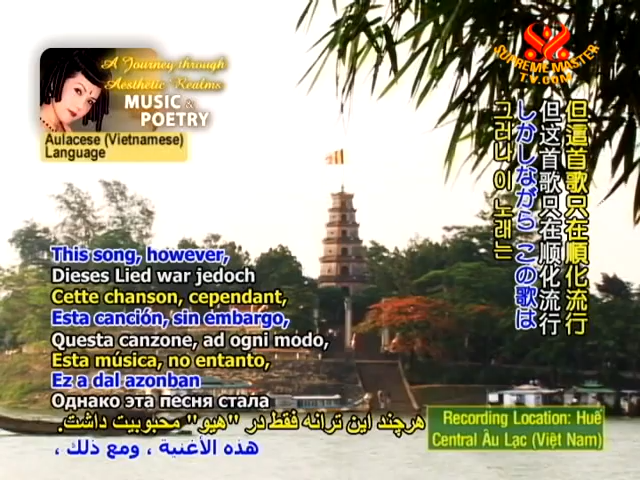 A Journey through
Aesthetic Realms
MUSIC &
POETRY
Aulacese (Vietnamese)
Language
SUPREME MASTER
TV.COM
但這首歌只在順化流行
但这首歌只在顺化流行
しかしながら この歌は
그러나 이 노래는
This song, however,
Dieses Lied war jedoch
Cette chanson, cependant,
Esta canción, sin embargo,
Questa canzone, ad ogni modo,
Esta música, no entanto,
Ez a dal azonban
Однако эта песня стала
هرچند این ترانه فقط در "هیو" محبوبیت داشت.
هذه الأغنية ، ومع ذلك ،
Recording Location: Huế
Central Âu Lạc (Việt Nam)